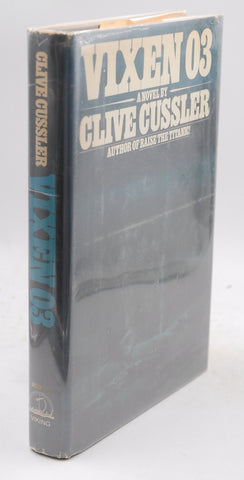 VIXEN 03
A NOVEL BY
CLIVE CUSSLER
AUTHOR OF RAISE THE TITANIC!
CLIVE CUSSLER
VIXEN 03
VIKING